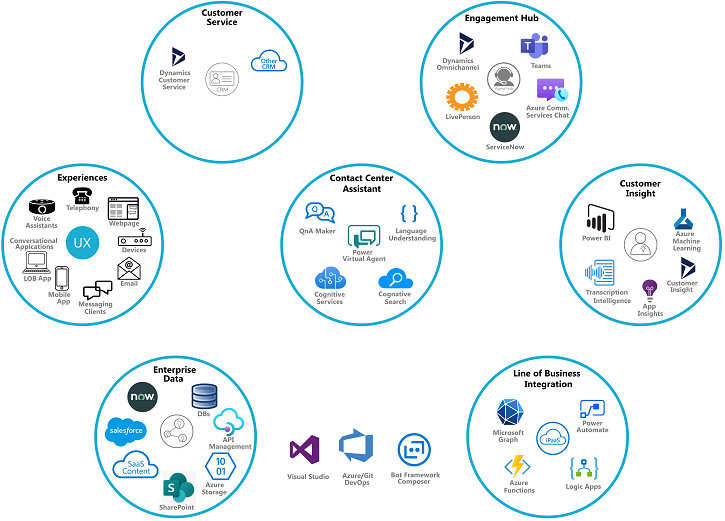 Customer
Service
Dynamics
Customer
Service
CRM
Other
CRM
Engagement Hub
Dynamics
Omnichannel
Teams
Agent Hub
LivePerson
Azure Comm.
Services Chat
now
ServiceNow
Experiences
Voice
Assistants
Telephony
Webpage
Conversational
Appications
UX
Devices
LOB App
Mobile
App
Messaging
Clients
Email
Contact Center
Assistant
QnA Maker
Q
A
{ }
Language
Understanding
Power
Virtual Agent
Cognitive
Services
Cognative
Search
Customer
Insight
Power BI
Azure
Machine
Learning
Transcription
Intelligence
App
Insights
Customer
Insight
Enterprise
Data
now
DBs
salesforce
API
Management
SaaS
Content
SharePoint
S
10
01
Azure
Storage
Visual Studio
Azure/Git
DevOps
Bot Framework
Composer
Line of Business
Integration
Microsoft
Graph
iPaaS
Power
Automate
Azure
Functions
Logic Apps